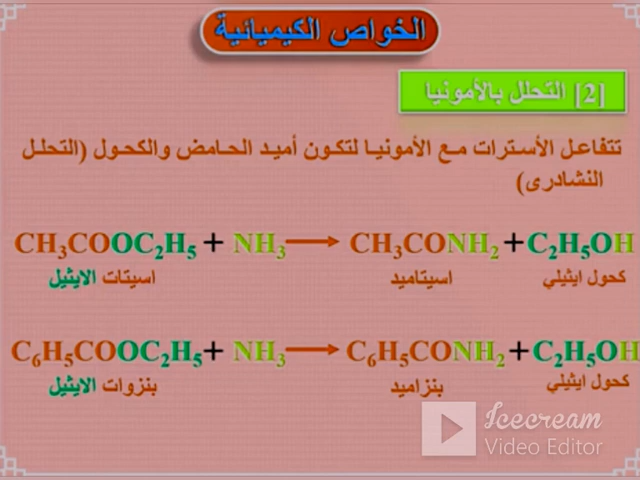 الخواص الكيميائية
[2] التحلل بالأمونيا
تتفاعل الأسترات مع الأمونيا لتكون أميد الحامض والكحول (التحلل
النشادرى)
CH₃COOC₂H₅ + NH₃ → CH₃CONH₂ + C₂H₅OH
اسيتات الايثيل اسيتاميد كحول ايثيلي
C₆H₅COOC₂H₅ + NH₃ → C₆H₅CONH₂ + C₂H₅OH
بنزوات الايثيل بنزاميد كحول ايثيلي
Icecream
Video Editor